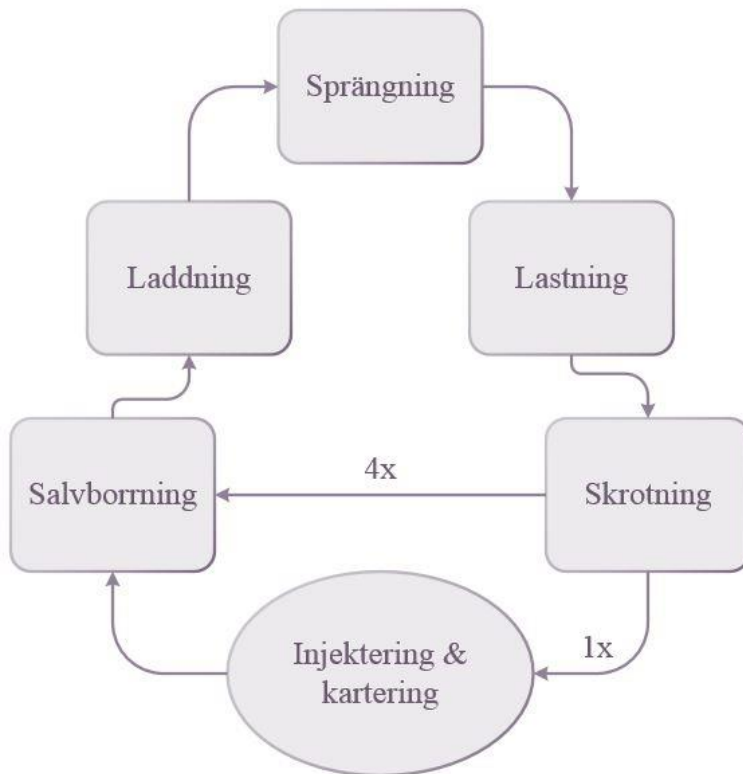 Sprängning
Laddning
Lastning
Salvborrning
4x
Skrotning
Injektering &
kartering
1x